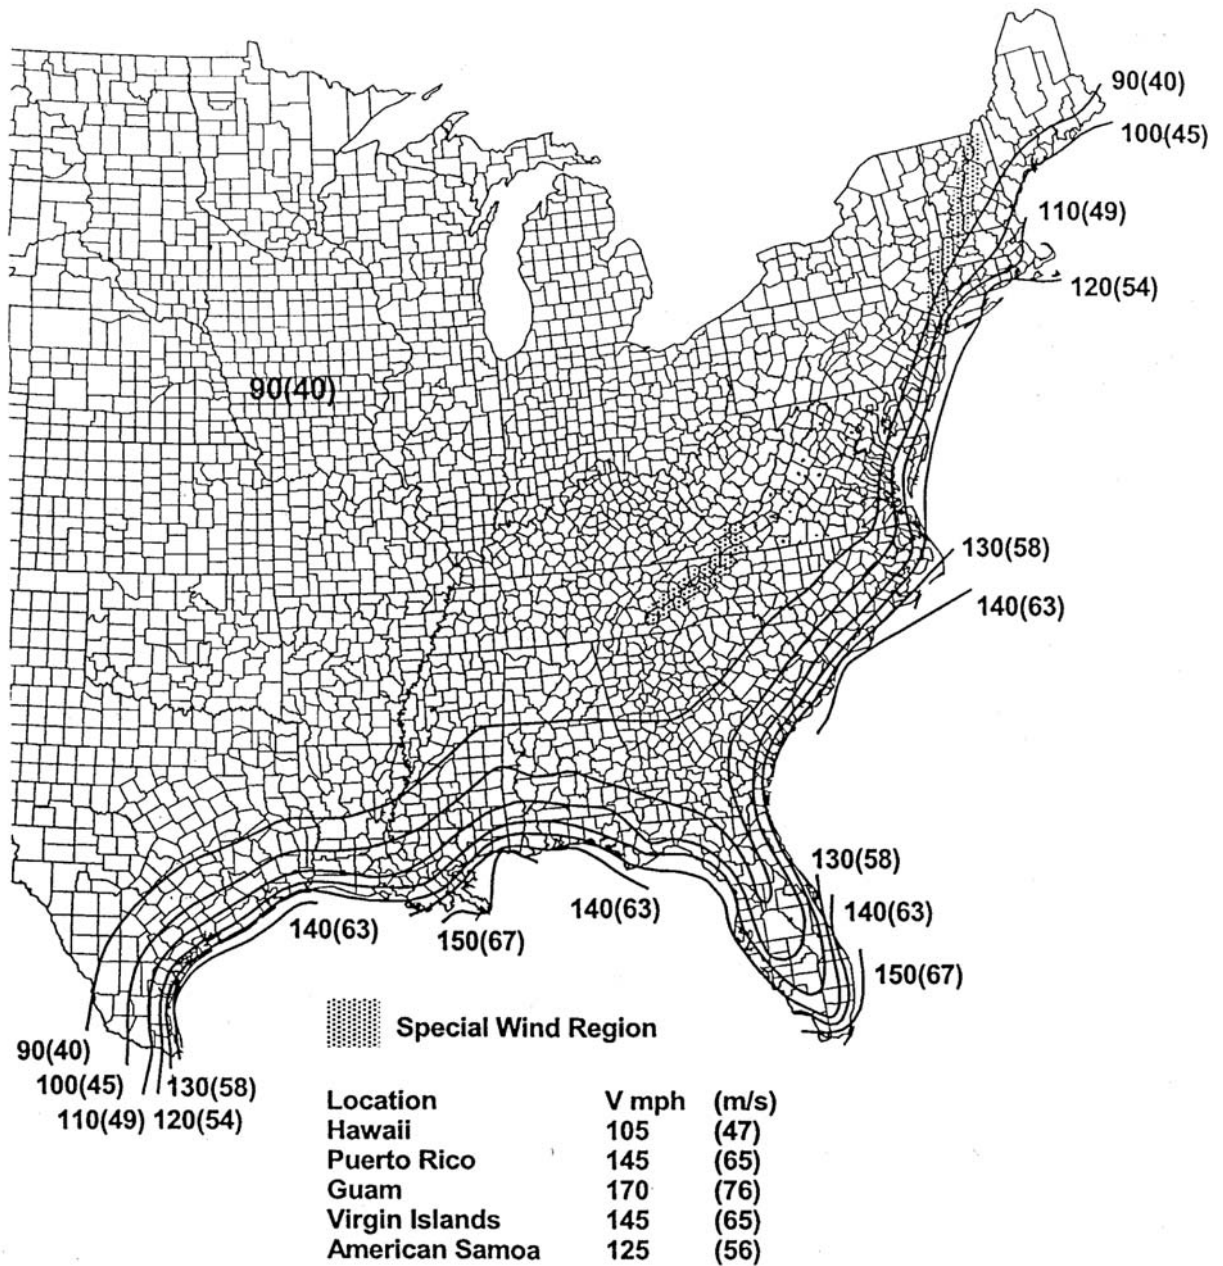 90(40)
100(45)
110(49)
120(54)
90(40)
130(58)
140(63)
130(58)
140(63)
140(63)
140(63)
150(67)
150(67)
Special Wind Region
90(40)
100(45)
130(58)
110(49)
120(54)
Location V mph (m/s)
Hawaii 105 (47)
Puerto Rico 145 (65)
Guam 170 (76)
Virgin Islands 145 (65)
American Samoa 125 (56)